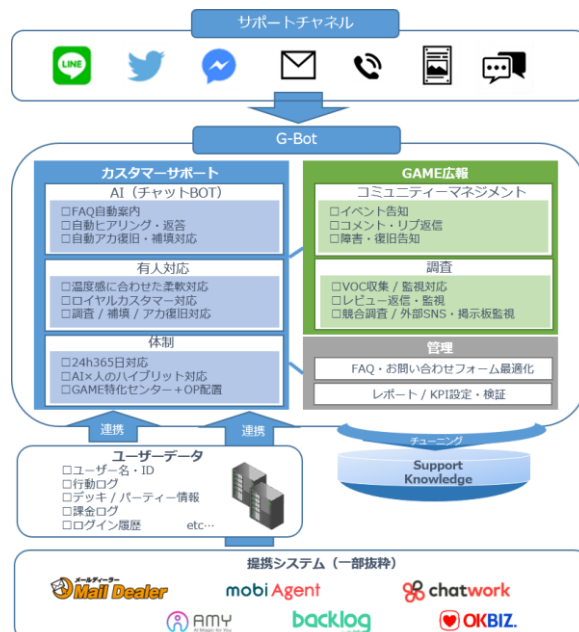 サポートチャネル
LINE
G-Bot
カスタマーサポート
AI（チャットBOT）
□FAQ自動案内
□自動ヒアリング・返答
□自動アカ復旧・補填対応
有人対応
□温度感に合わせた柔軟対応
□ロイヤルカスタマー対応
□調査 / 補填 / アカ復旧対応
体制
□24h365日対応
□AI×人のハイブリット対応
□GAME特化センター＋OP配置
GAME広報
コミュニティーマネジメント
□イベント告知
□コメント・リプ返信
□障害・復旧告知
調査
□VOC収集 / 監視対応
□レビュー返信・監視
□競合調査 / 外部SNS・掲示板監視
管理
FAQ・お問い合わせフォーム最適化
レポート / KPI設定・検証
連携
連携
チューニング
ユーザーデータ
□ユーザー名・ID
□行動ログ
□デッキ / パーティー情報
□課金ログ
□ログイン履歴 etc…
Support
Knowledge
提携システム（一部抜粋）
メールディーラー
Mail Dealer
mobi Agent
chatwork
AMY
backlog
OKBIZ.